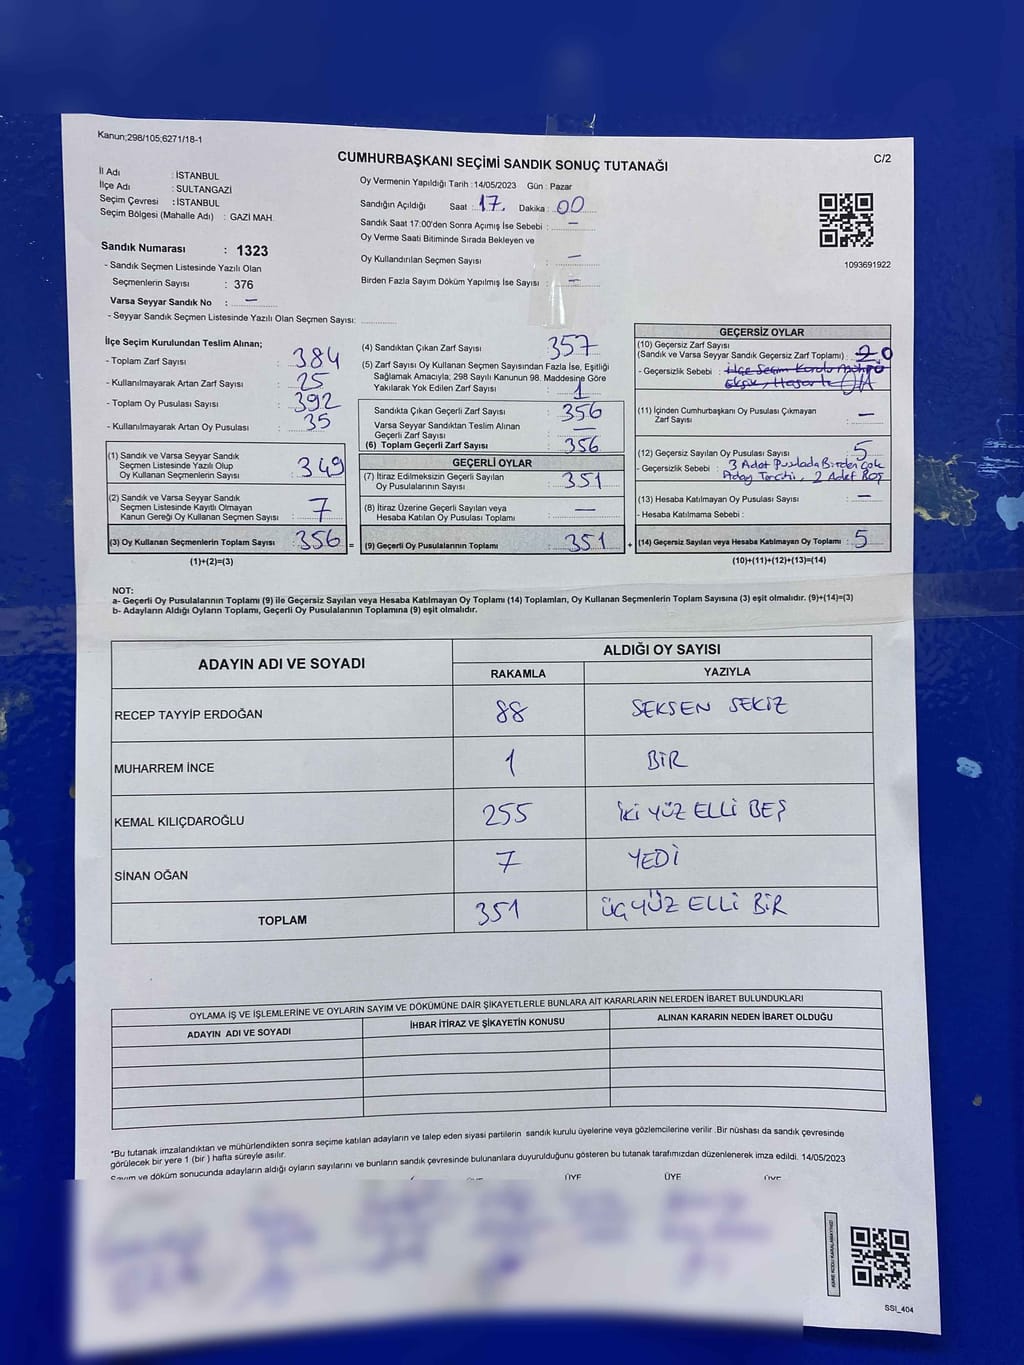 Kanun;298/105;6271/18-1
CUMHURBAŞKANI SEÇİMİ SANDIK SONUÇ TUTANAĞI
C/2
İl Adı : İSTANBUL
İlçe Adı : SULTANGAZİ
Seçim Çevresi : İSTANBUL
Seçim Bölgesi (Mahalle Adı) : GAZİ MAH.
Sandık Numarası : 1323
- Sandık Seçmen Listesinde Yazılı Olan
Seçmenlerin Sayısı : 376
Varsa Seyyar Sandık No : —
- Seyyar Sandık Seçmen Listesinde Yazılı Olan Seçmen Sayısı:
Oy Vermenin Yapıldığı Tarih : 14/05/2023 Gün : Pazar
Sandığın Açıldığı Saat : 17 Dakika : 00
Sandık Saat 17:00'den Sonra Açımış İse Sebebi : —
Oy Verme Saati Bitiminde Sırada Bekleyen ve
Oy Kullandırılan Seçmen Sayısı : —
Birden Fazla Sayım Döküm Yapılmış İse Sayısı : —
1093691922
İlçe Seçim Kurulundan Teslim Alınan;
- Toplam Zarf Sayısı : 384
- Kullanılmayarak Artan Zarf Sayısı : 25
- Toplam Oy Pusulası Sayısı : 392
- Kullanılmayarak Artan Oy Pusulası : 35
(1) Sandık ve Varsa Seyyar Sandık
Seçmen Listesinde Yazılı Olup
Oy Kullanan Seçmenlerin Sayısı : 349
(2) Sandık ve Varsa Seyyar Sandık
Seçmen Listesinde Kayıtlı Olmayan
Kanun Gereği Oy Kullanan Seçmen Sayısı : 7
(3) Oy Kullanan Seçmenlerin Toplam Sayısı : 356 =
(1)+(2)=(3)
(4) Sandıktan Çıkan Zarf Sayısı : 357
(5) Zarf Sayısı Oy Kullanan Seçmen Sayısından Fazla İse, Eşitliği
Sağlamak Amacıyla, 298 Sayılı Kanunun 98. Maddesine Göre
Yakılarak Yok Edilen Zarf Sayısı : 1
Sandıkta Çıkan Geçerli Zarf Sayısı : 356
Varsa Seyyar Sandıktan Teslim Alınan
Geçerli Zarf Sayısı : —
(6) Toplam Geçerli Zarf Sayısı : 356
GEÇERLİ OYLAR
(7) İtiraz Edilmeksizin Geçerli Sayılan
Oy Pusulalarının Sayısı : 351
(8) İtiraz Üzerine Geçerli Sayılan veya
Hesaba Katılan Oy Pusulası Toplamı : —
(9) Geçerli Oy Pusulalarının Toplamı : 351 +
GEÇERSİZ OYLAR
(10) Geçersiz Zarf Sayısı
(Sandık ve Varsa Seyyar Sandık Geçersiz Zarf Toplamı) : 0
- Geçersizlik Sebebi : İlçe Seçim Kurulu Mührü
Eksik,
(11) İçinden Cumhurbaşkanı Oy Pusulası Çıkmayan
Zarf Sayısı : —
(12) Geçersiz Sayılan Oy Pusulası Sayısı : 5
- Geçersizlik Sebebi : 3 Adet Pusulada Birden Çok
Aday Tercihi, 2 Adet Boş
(13) Hesaba Katılmayan Oy Pusulası Sayısı : —
- Hesaba Katılmama Sebebi :
(14) Geçersiz Sayılan veya Hesaba Katılmayan Oy Toplamı : 5
(10)+(11)+(12)+(13)=(14)
NOT:
a- Geçerli Oy Pusulalarının Toplamı (9) ile Geçersiz Sayılan veya Hesaba Katılmayan Oy Toplamı (14) Toplamları, Oy Kullanan Seçmenlerin Toplam Sayısına (3) eşit olmalıdır. (9)+(14)=(3)
b- Adayların Aldığı Oyların Toplamı, Geçerli Oy Pusulalarının Toplamına (9) eşit olmalıdır.
ADAYIN ADI VE SOYADI
ALDIĞI OY SAYISI
RAKAMLA YAZIYLA
RECEP TAYYİP ERDOĞAN 88 SEKSEN SEKİZ
MUHARREM İNCE 1 BİR
KEMAL KILIÇDAROĞLU 255 İKİ YÜZ ELLİ BEŞ
SİNAN OĞAN 7 YEDİ
TOPLAM 351 ÜÇYÜZ ELLİ BİR
OYLAMA İŞ VE İŞLEMLERİNE VE OYLARIN SAYIM VE DÖKÜMÜNE DAİR ŞİKAYETLERLE BUNLARA AİT KARARLARIN NELERDEN İBARET BULUNDUKLARI
ADAYIN ADI VE SOYADI İHBAR İTİRAZ VE ŞİKAYETİN KONUSU ALINAN KARARIN NEDEN İBARET OLDUĞU
*Bu tutanak imzalandıktan ve mühürlendikten sonra seçime katılan adayların ve talep eden siyasi partilerin sandık kurulu üyelerine veya gözlemcilerine verilir .Bir nüshası da sandık çevresinde
görülecek bir yere 1 (bir ) hafta süreyle asılır.
Sayım ve döküm sonucunda adayların aldığı oyların sayılarını ve bunların sandık çevresinde bulunanlara duyurulduğunu gösteren bu tutanak tarafımızdan düzenlenerek imza edildi. 14/05/2023
ÜYE ÜYE ÜYE ÜYE
KARE KODU KARALAMAYINIZ!
SSI_404